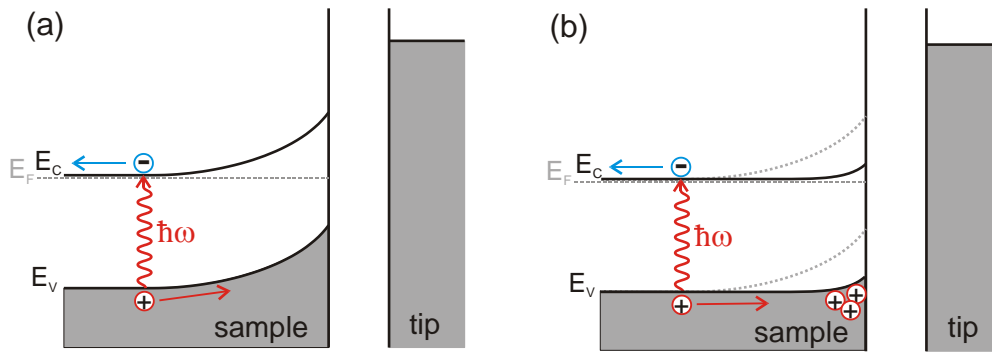 (a)
E_F E_C
ħω
E_V
sample
tip
(b)
E_F E_C
ħω
E_V
sample
tip